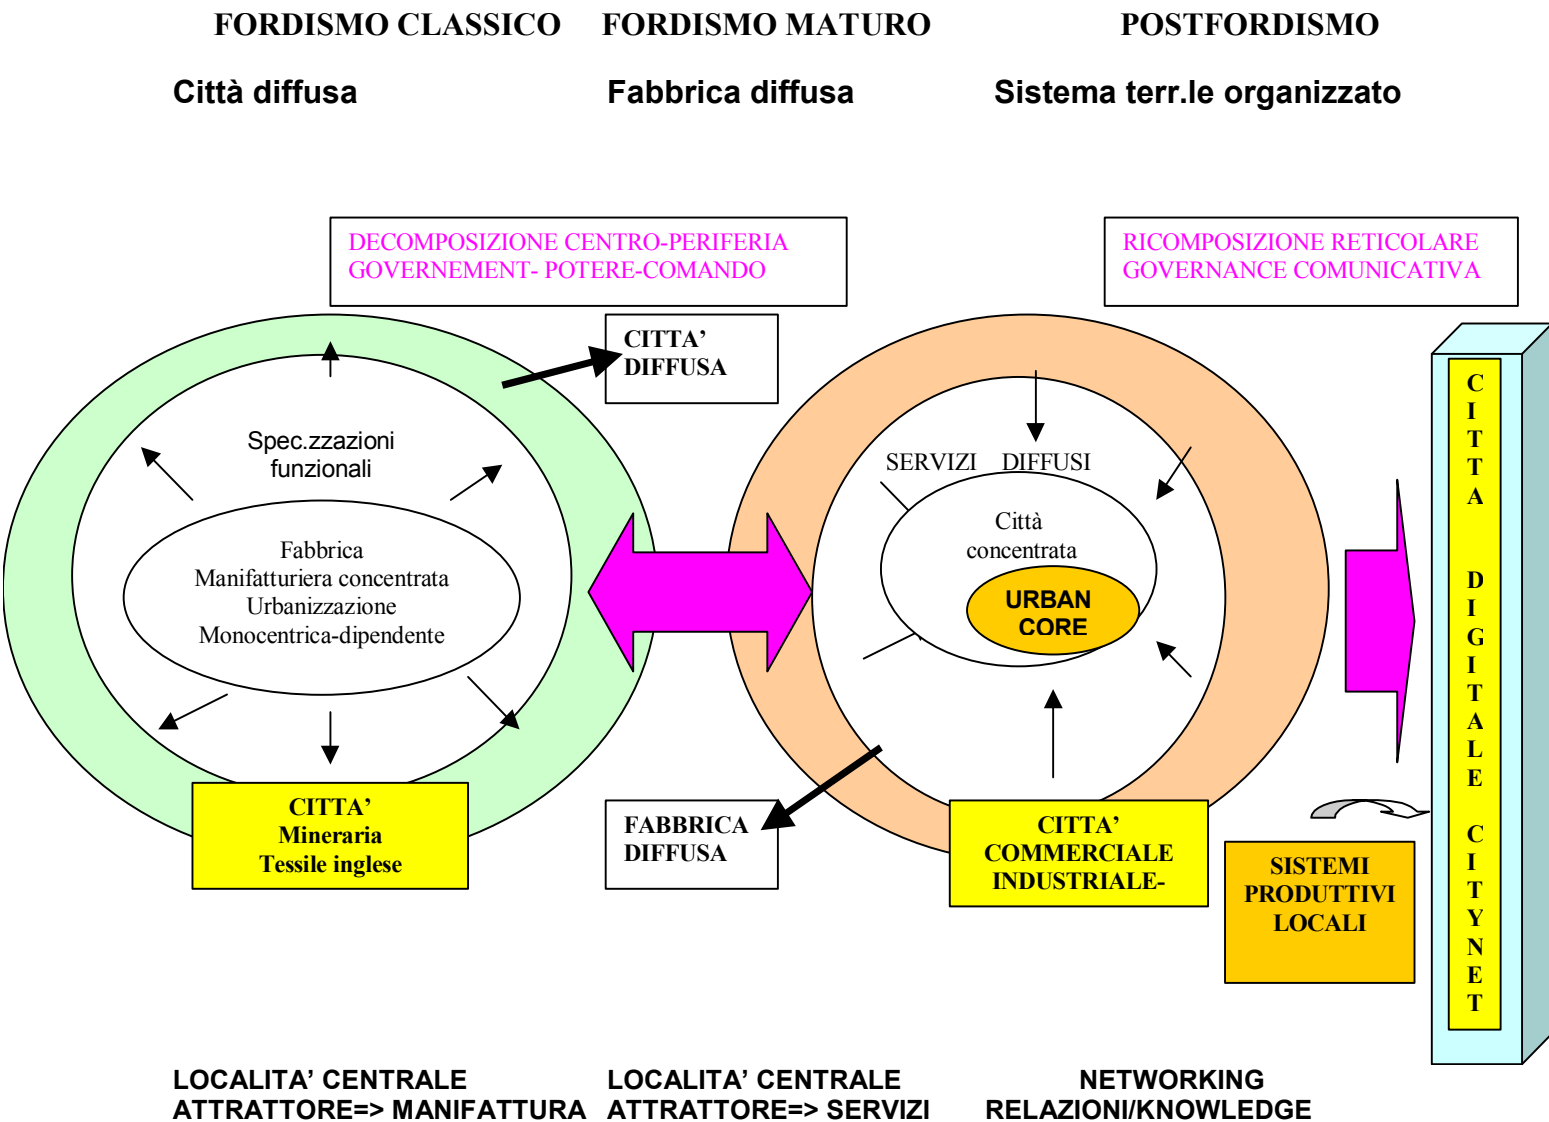 FORDISMO CLASSICO FORDISMO MATURO POSTFORDISMO
Città diffusa Fabbrica diffusa Sistema terr.le organizzato
DECOMPOSIZIONE CENTRO-PERIFERIA
GOVERNEMENT- POTERE-COMANDO
RICOMPOSIZIONE RETICOLARE
GOVERNANCE COMUNICATIVA
CITTA’
DIFFUSA
Spec.zzazioni
funzionali
Fabbrica
Manifatturiera concentrata
Urbanizzazione
Monocentrica-dipendente
CITTA’
Mineraria
Tessile inglese
SERVIZI DIFFUSI
Città
concentrata
URBAN
CORE
FABBRICA
DIFFUSA
CITTA’
COMMERCIALE
INDUSTRIALE-
SISTEMI
PRODUTTIVI
LOCALI
CITTA DIGITALE CITYNET
LOCALITA’ CENTRALE
ATTRATTORE=> MANIFATTURA
LOCALITA’ CENTRALE
ATTRATTORE=> SERVIZI
NETWORKING
RELAZIONI/KNOWLEDGE